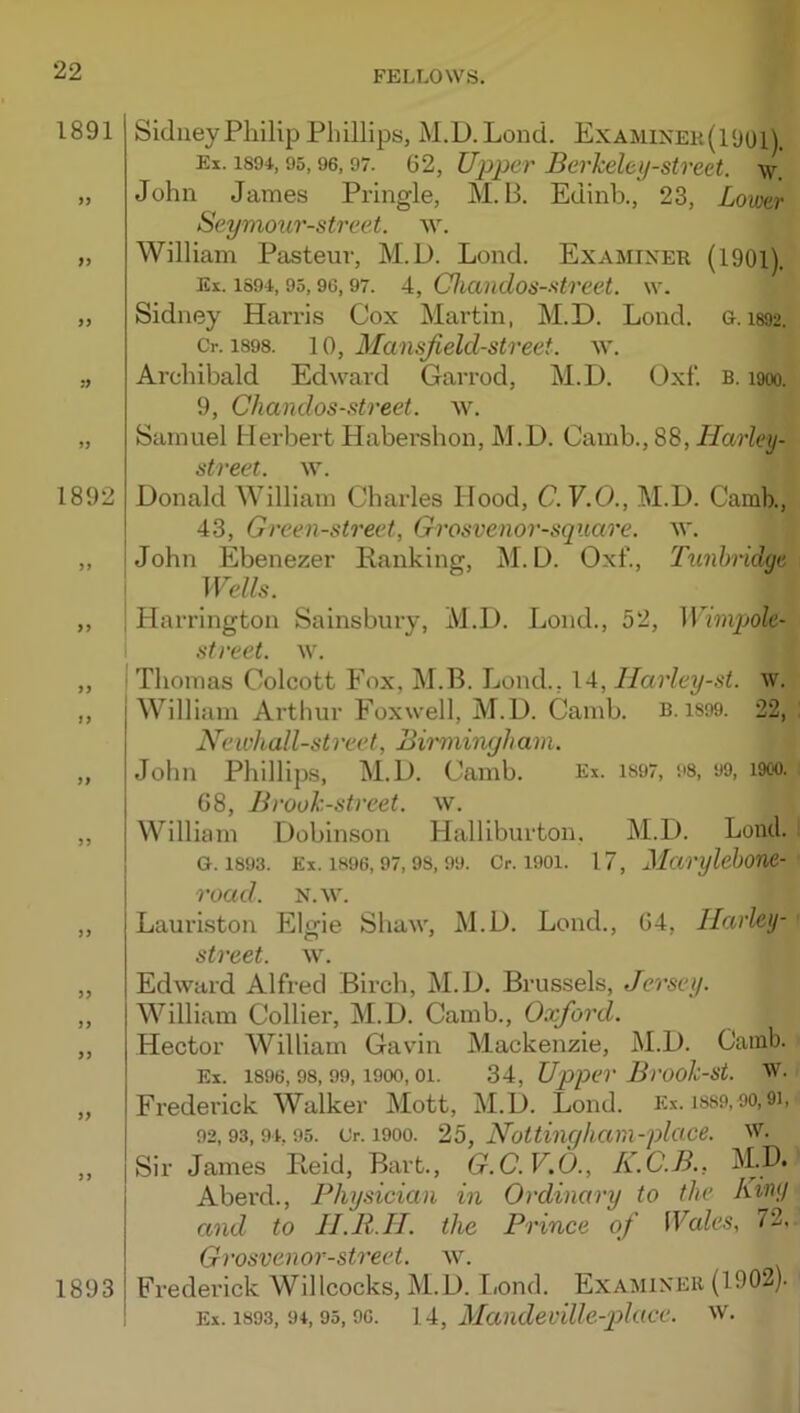 22
FELLOWS.
1891 Sidney Philip Phillips, M.D. Lond. EXAMINER (1901).
Ex. 1894, 95, 96, 97. 62, Upper Berkeley-street. W.
„ John James Pringle, M.B. Edinb., 23, Lower
Seymour-street. W.
„ William Pasteur, M.D. Lond. EXAMINER (1901).
Ex. 1894, 95, 96, 97. 4, Chandos-street. W.
„ Sidney Harris Cox Martin, M.D. Lond. G. 1892.
Cr. 1898. 10, Mansfield-street. W.
„ Archibald Edward Garrod, M.D. Oxf. B. 1900.
9, Chandos-street. W.
„ Samuel Herbert Habershon, M.D. Camb., 88, Harley-
street. W.
1892 Donald William Charles Hood, C.V.O., M.D. Camb.,
43, Green-street, Grosvenor-square. W.
„ John Ebenezer Ranking, M.D. Oxf., Tunbridge
Wells.
„ Harrington Sainsbury, M.D. Lond., 52, Wimpole-
street. W.
„ Thomas Colcott Fox, M.B. Lond., 14, Harley-st. W.
„ William Arthur Foxwell, M.D. Camb. B. 1899. 22,
Newhall-street, Birmingham.
„ John Phillips, M.D. Camb. Ex. 1897, 98, 99, 1900.
68, Brook-street. W.
„ William Dobinson Halliburton, M.D. Lond.
G. 1893. Ex. 1896, 97, 98, 99. Cr. 1901. 17, Marylebone-
road. N.W.
„ Lauriston Elgie Shaw, M.D. Lond., 64, Harley-
street. W.
„ Edward Alfred Birch, M.D. Brussels, Jersey.
„ William Collier, M.D. Camb., Oxford.
„ Hector William Gavin Mackenzie, M.D. Camb.
Ex. 1896, 98, 99, 1900, 01. 34, Upper Brook-st. W.
„ Frederick Walker Mott, M.D. Lond. Ex. 1889, 90, 91,
92, 93, 94, 95. Cr. 1900. 25, Nottingham-place. W.
„ Sir James Reid, Bart., G.C.V.O., K.C.B., M.D.
Aberd., Physician in Ordinary to the King
and to H.R.H. the Prince of Wales, 72,
Grosvenor-street. W.
1893 Frederick Willcocks, M.D. Lond. EXAMINER (1902).
Ex. 1893, 94, 95, 96. 14, Mandeville-place. W.